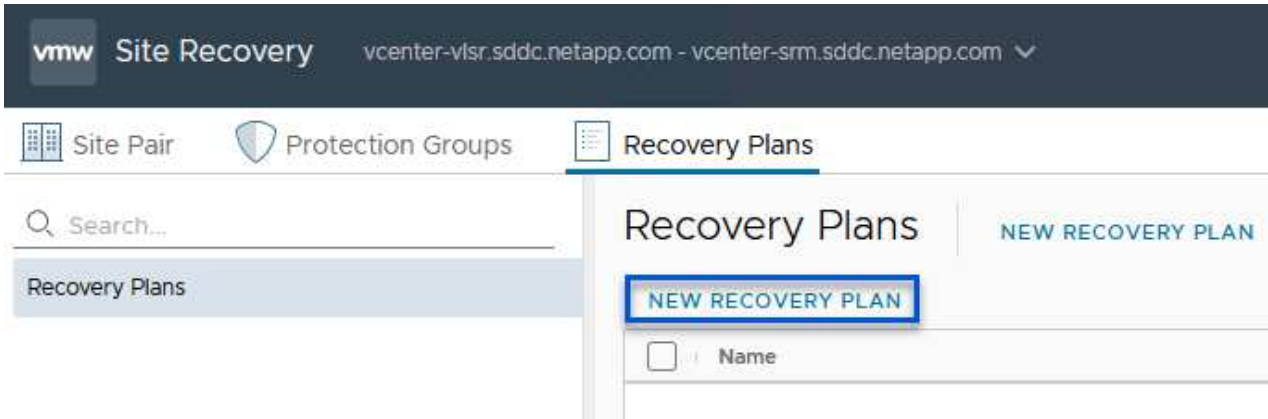 vmw Site Recovery vcenter-vlsr.sddc.netapp.com - vcenter-srm.sddc.netapp.com
Site Pair Protection Groups Recovery Plans
Search...
Recovery Plans
Recovery Plans NEW RECOVERY PLAN
NEW RECOVERY PLAN
Name